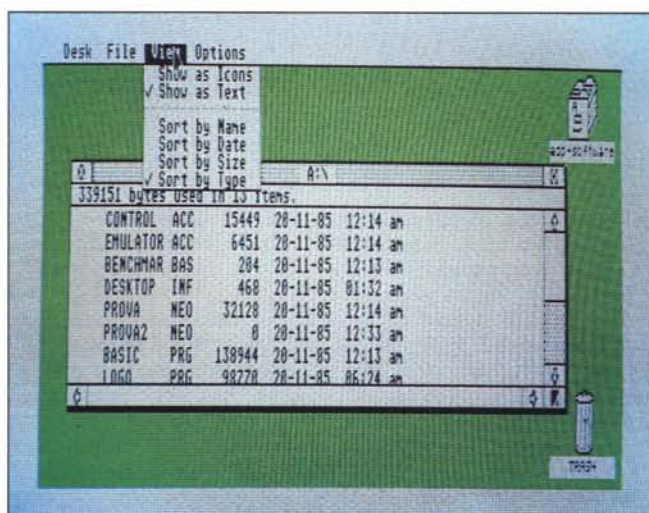 Desk File View Options
Show as Icons
✓ Show as Text
Sort by Name
Sort by Date
Sort by Size
✓ Sort by Type
A:\
339151 bytes used in 13 items.
CONTROL ACC 15449 20-11-85 12:14 am
EMULATOR ACC 6451 20-11-85 12:14 am
BENCHMAR BAS 204 20-11-85 12:13 am
DESKTOP INF 468 20-11-85 01:32 am
PROVA NEO 32128 20-11-85 12:14 am
PROVA2 NEO 0 20-11-85 12:33 am
BASIC PRG 138944 20-11-85 12:13 am
LOGO PRG 98770 20-11-85 06:24 am
TRASH